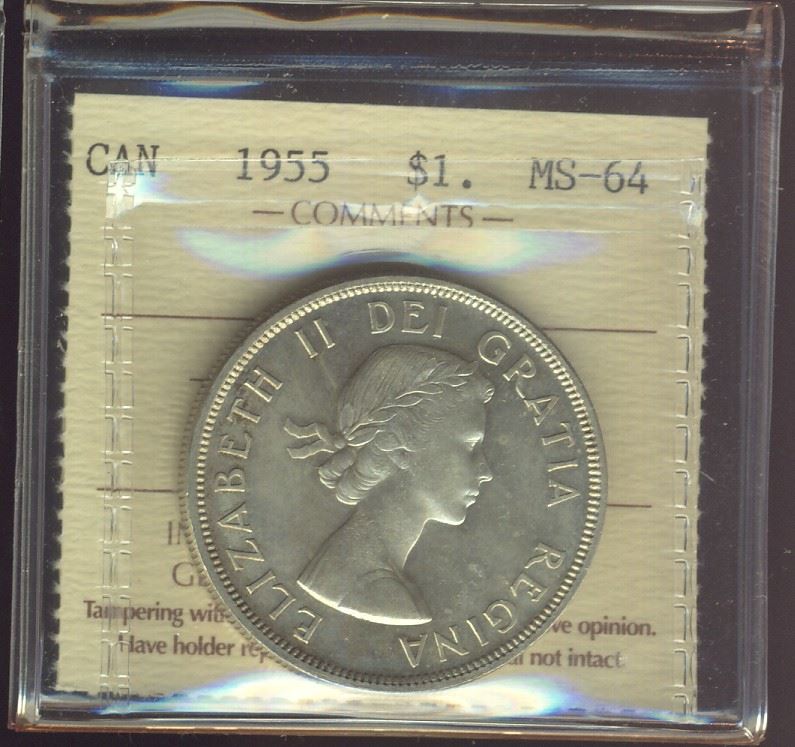 CAN 1955 $1. MS-64
— COMMENTS —
ELIZABETH II DEI GRATIA REGINA
Tampering with ve opinion.
Have holder not intact